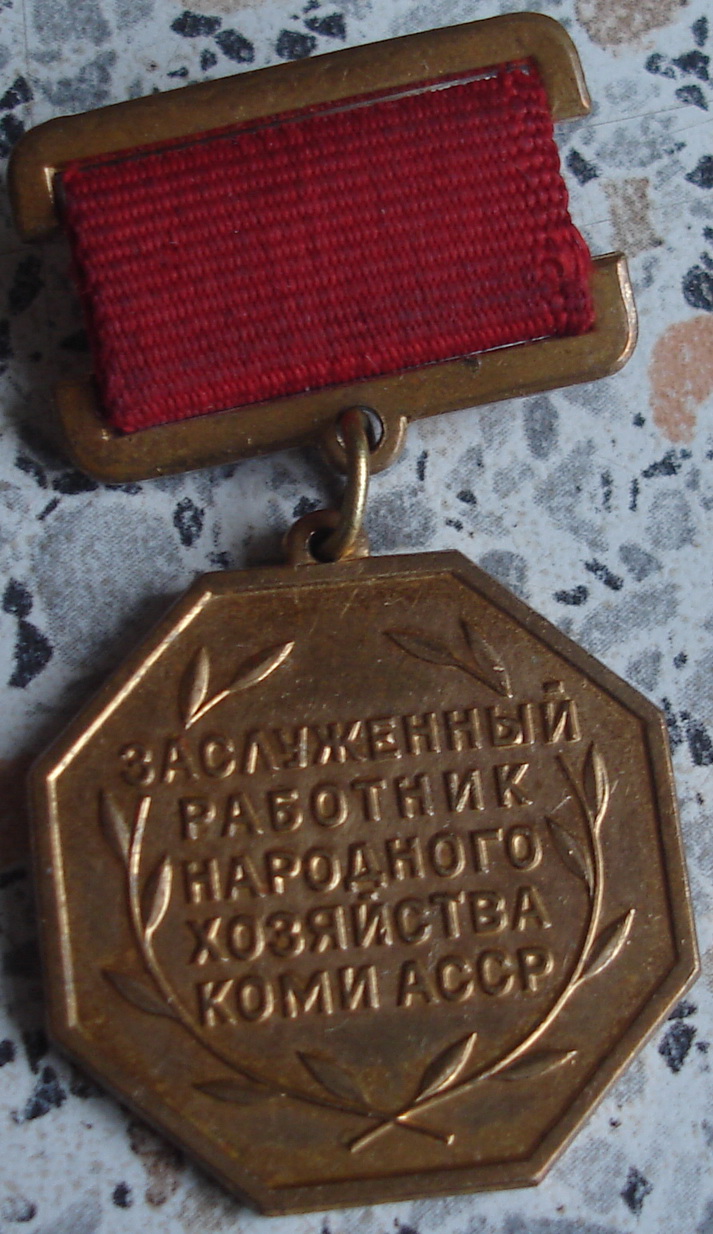 ЗАСЛУЖЕННЫЙ
РАБОТНИК
НАРОДНОГО
ХОЗЯЙСТВА
КОМИ АССР